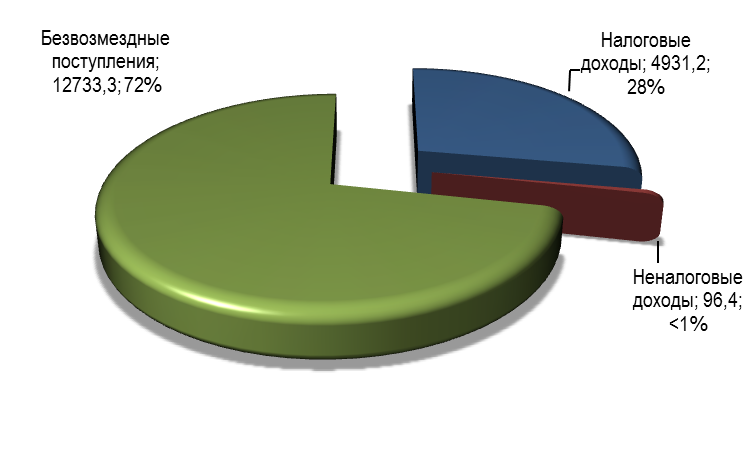 Безвозмездные
поступления;
12733,3; 72%
Налоговые
доходы; 4931,2;
28%
Неналоговые
доходы; 96,4;
<1%